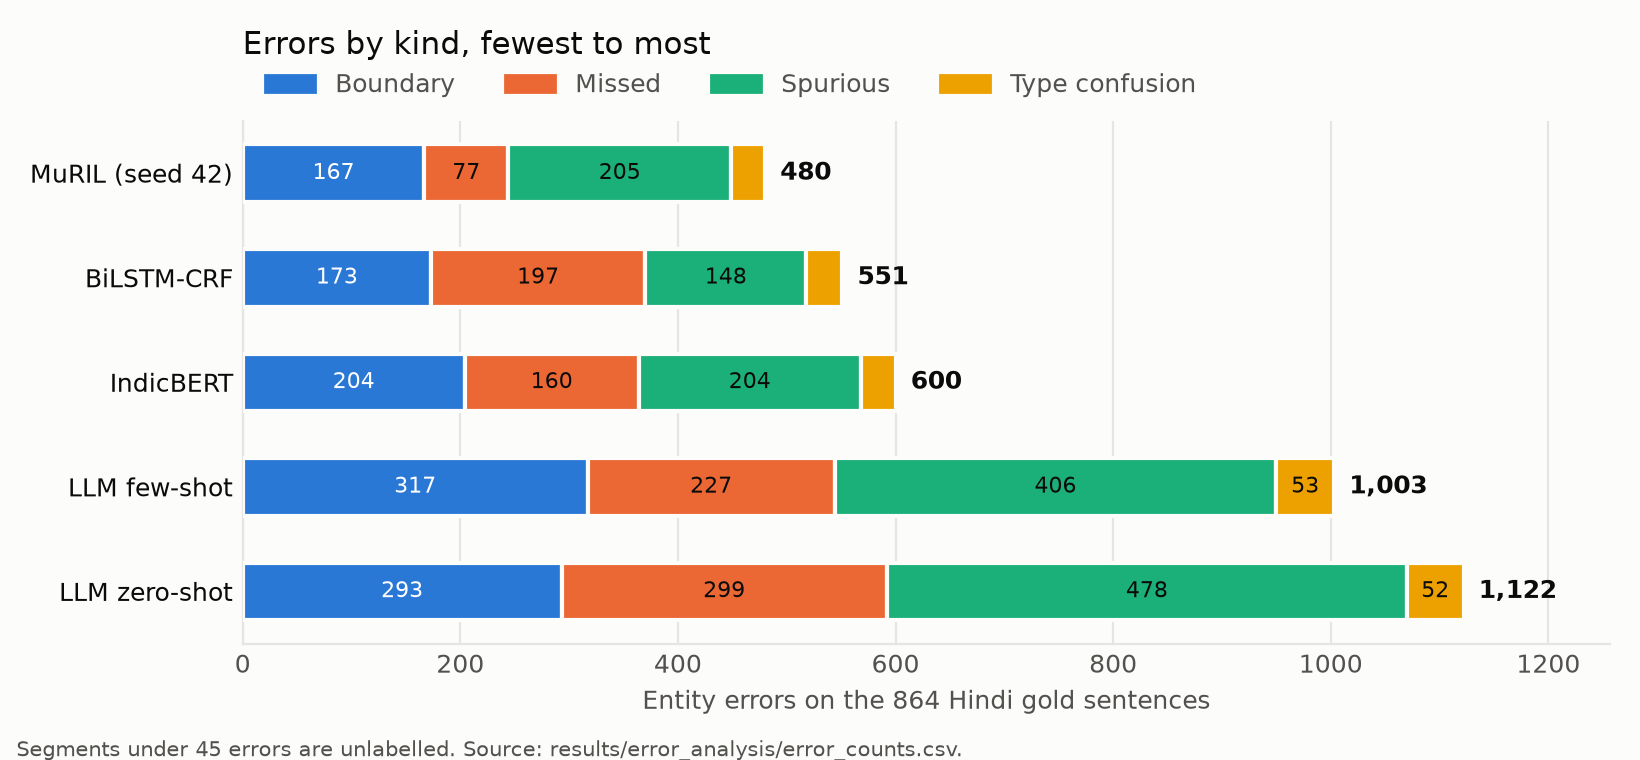 Errors by kind, fewest to most
Boundary Missed Spurious Type confusion
MuRIL (seed 42) 167 77 205 480
BiLSTM-CRF 173 197 148 551
IndicBERT 204 160 204 600
LLM few-shot 317 227 406 53 1,003
LLM zero-shot 293 299 478 52 1,122
0 200 400 600 800 1000 1200
Entity errors on the 864 Hindi gold sentences
Segments under 45 errors are unlabelled. Source: results/error_analysis/error_counts.csv.